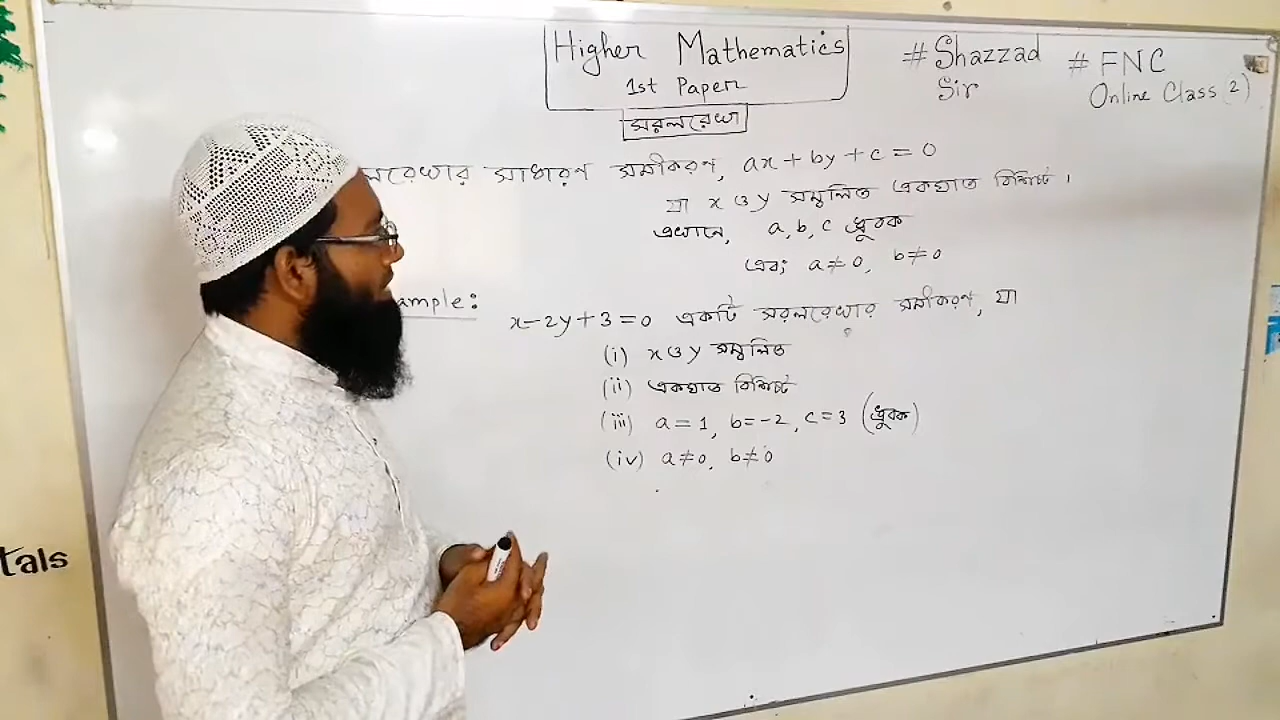 Higher Mathematics
1st Paper
#Shazzad
Sir
#FNC
Online Class (2)
সরলরেখা
লরেখার সাধারণ সমীকরণ, ax + by + c = 0
যা x ও y সম্বলিত একঘাত বিশিষ্ট।
এখানে, a, b, c ধ্রুবক
এবং a ≠ 0, b ≠ 0
ample:
x-2y+3=0 একটি সরলরেখার সমীকরণ, যা
(i) x ও y সম্বলিত
(ii) একঘাত বিশিষ্ট
(iii) a = 1, b = -2, c = 3 (ধ্রুবক)
(iv) a ≠ 0, b ≠ 0
tals